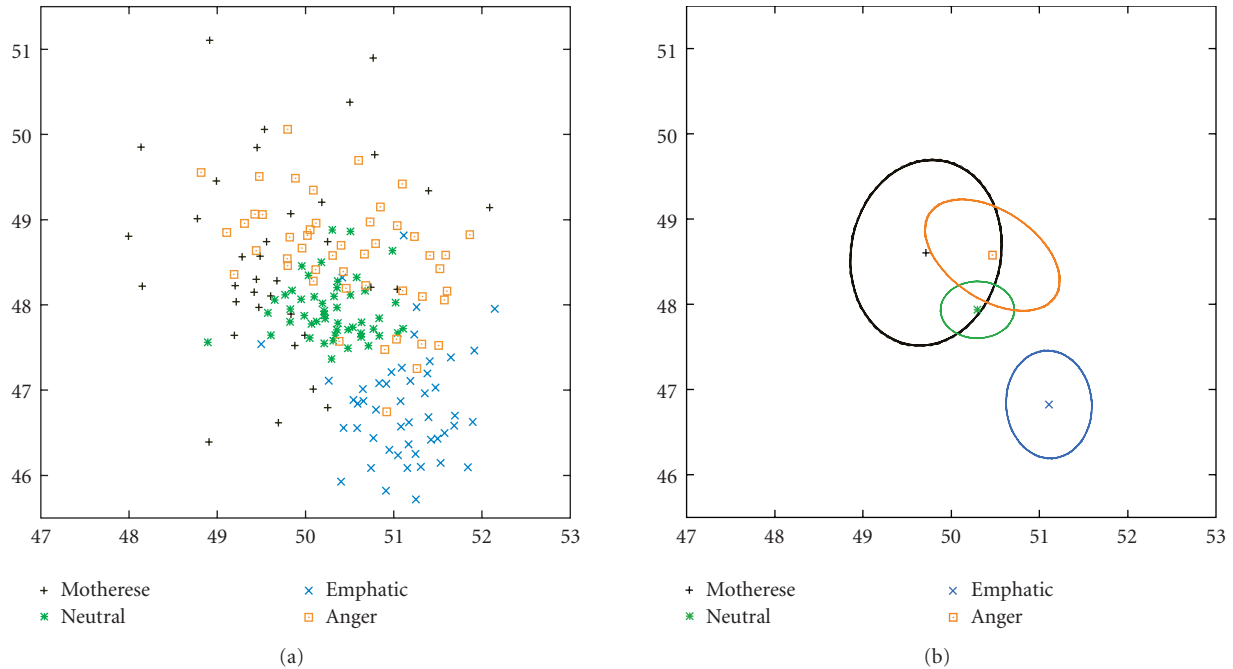 51
50
49
48
47
46
47 48 49 50 51 52 53
+ Motherese
✳ Neutral
× Emphatic
⊡ Anger
(a)
51
50
49
48
47
46
47 48 49 50 51 52 53
+ Motherese
✳ Neutral
× Emphatic
⊡ Anger
(b)